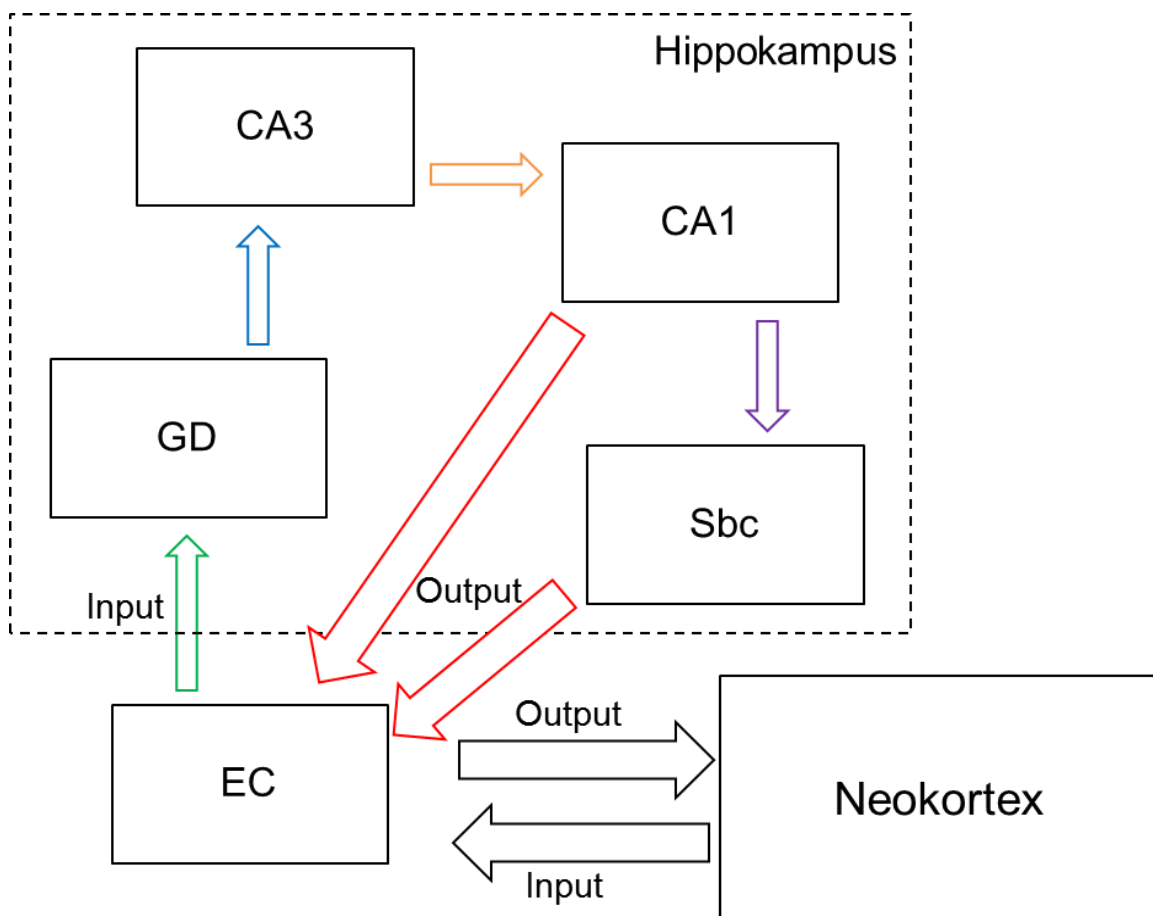 Hippokampus
CA3
CA1
GD
Sbc
Input
Output
EC
Output
Neokortex
Input